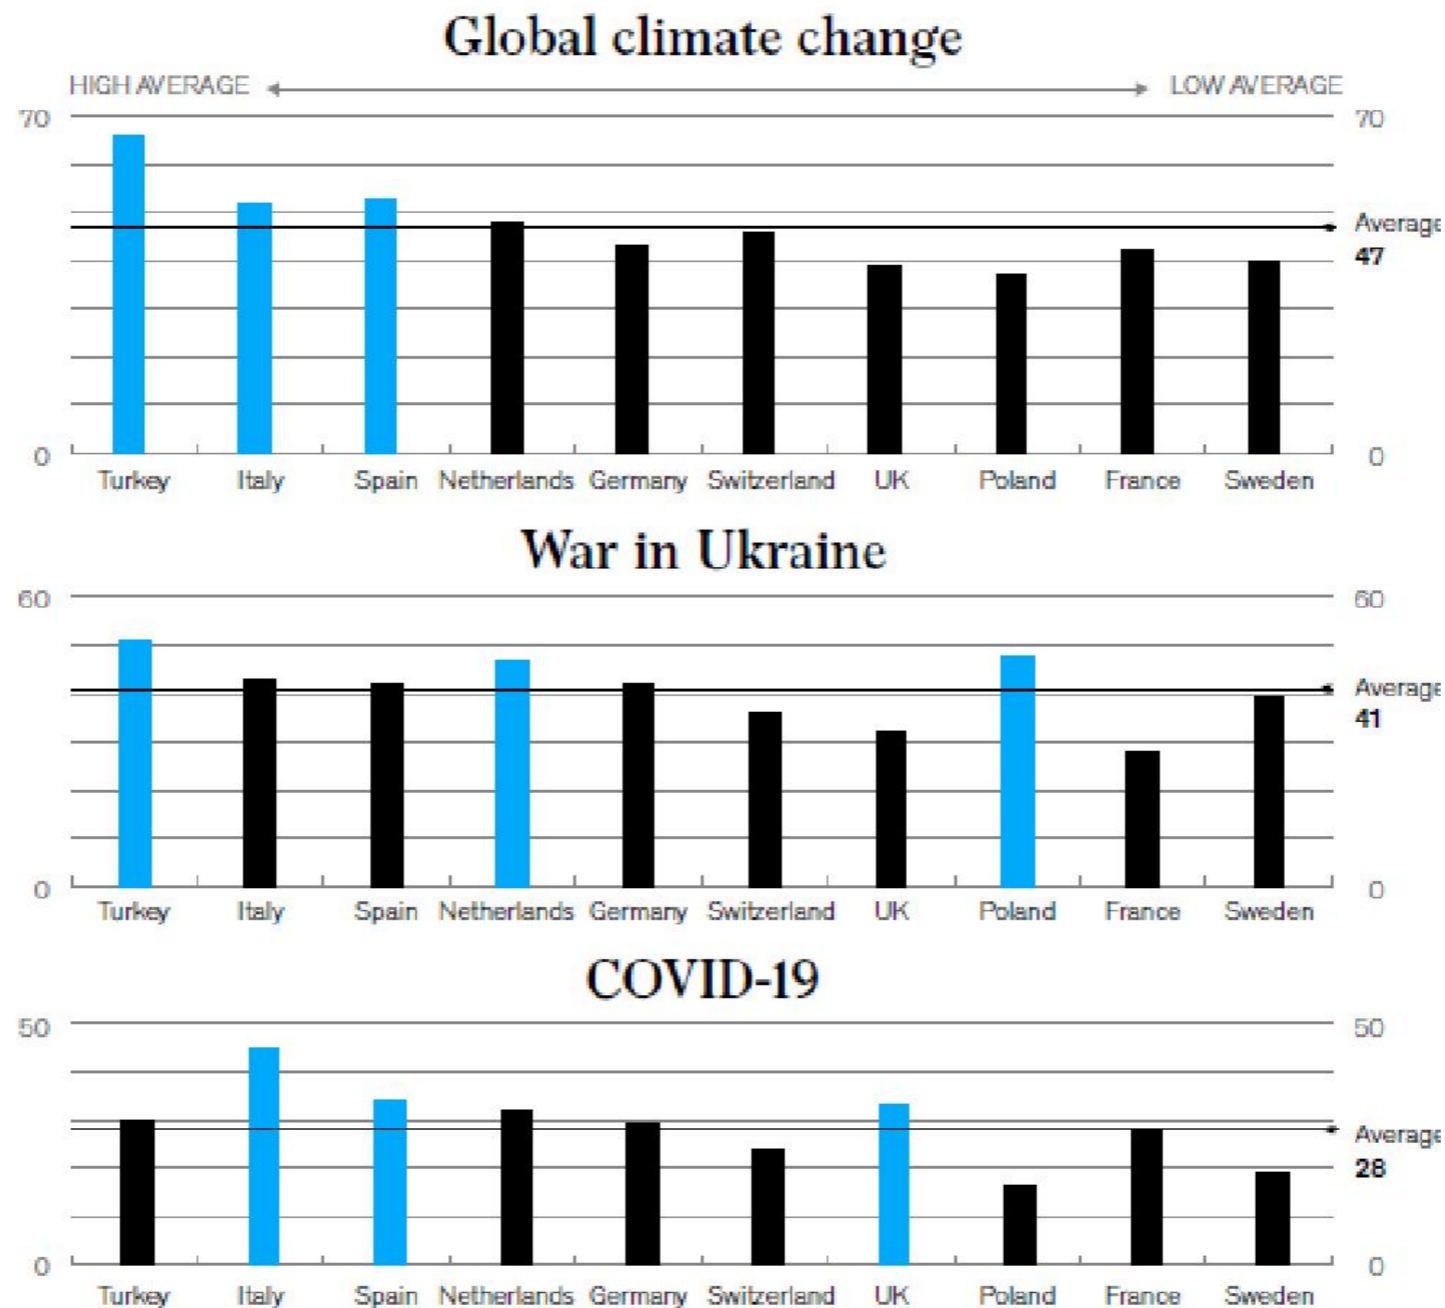 Global climate change
HIGH AVERAGE LOW AVERAGE
70 70
Average
47
0 0
Turkey Italy Spain Netherlands Germany Switzerland UK Poland France Sweden
War in Ukraine
60 60
Average
41
0 0
Turkey Italy Spain Netherlands Germany Switzerland UK Poland France Sweden
COVID-19
50 50
Average
28
0 0
Turkey Italy Spain Netherlands Germany Switzerland UK Poland France Sweden